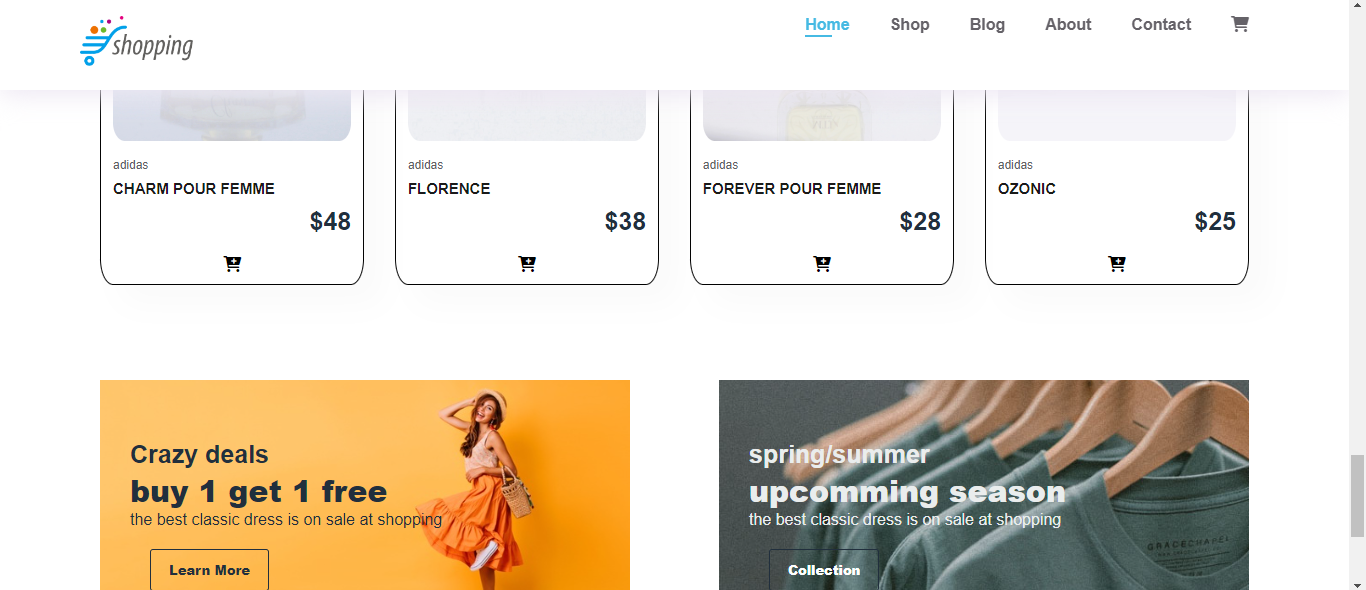 shopping
Home Shop Blog About Contact
adidas
CHARM POUR FEMME
$48
adidas
FLORENCE
$38
adidas
FOREVER POUR FEMME
$28
adidas
OZONIC
$25
Crazy deals
buy 1 get 1 free
the best classic dress is on sale at shopping
Learn More
spring/summer
upcomming season
the best classic dress is on sale at shopping
Collection
GRACECHAPEL